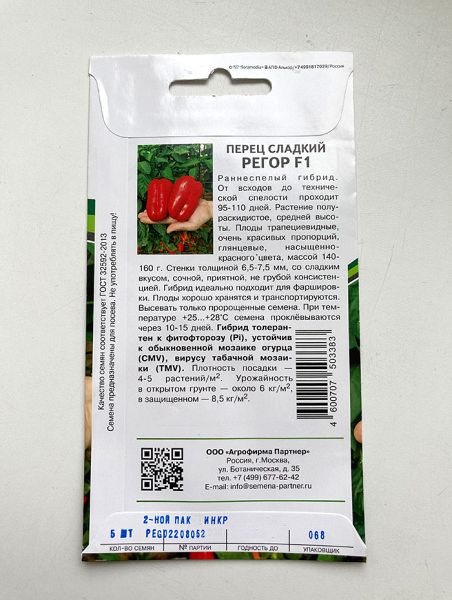 ПЕРЕЦ СЛАДКИЙ
РЕГОР F1
Раннеспелый гибрид.
От всходов до техниче-
ской спелости проходит
95-110 дней. Растение полу-
раскидистое, средней высо-
ты. Плоды трапециевидные,
очень красивых пропорций,
глянцевые, насыщенно-
красного цвета, массой 140-
160 г. Стенки толщиной 6,5-7,5 мм, со сладким
вкусом, сочной, приятной, не грубой консистен-
цией. Гибрид идеально подходит для фарширов-
ки. Плоды хорошо хранятся и транспортируются.
Высевать только пророщенные семена. При тем-
пературе +25...+28°С семена проклёвываются
через 10-15 дней. Гибрид толеран-
тен к фитофторозу (Pi), устойчив
к обыкновенной мозаике огурца
(CMV), вирусу табачной мозаи-
ки (TMV). Плотность посадки —
4-5 растений/м². Урожайность
в открытом грунте — около 6 кг/м²,
в защищенном — 8,5 кг/м².
4 600707 503383
Качество семян соответствует ГОСТ 32592-2013
Семена предназначены для посева. Не употреблять в пищу!
ООО «Агрофирма Партнер»
Россия, г.Москва,
ул. Ботаническая, д. 35
тел. +7 (499) 677-62-42
E-mail: info@semena-partner.ru
2-НОЙ ПАК ИНКР
5 ШТ РЕG02208052 068
КОЛ-ВО СЕМЯН № ПАРТИИ ГОДНОСТЬ ДО УПАКОВЩИК